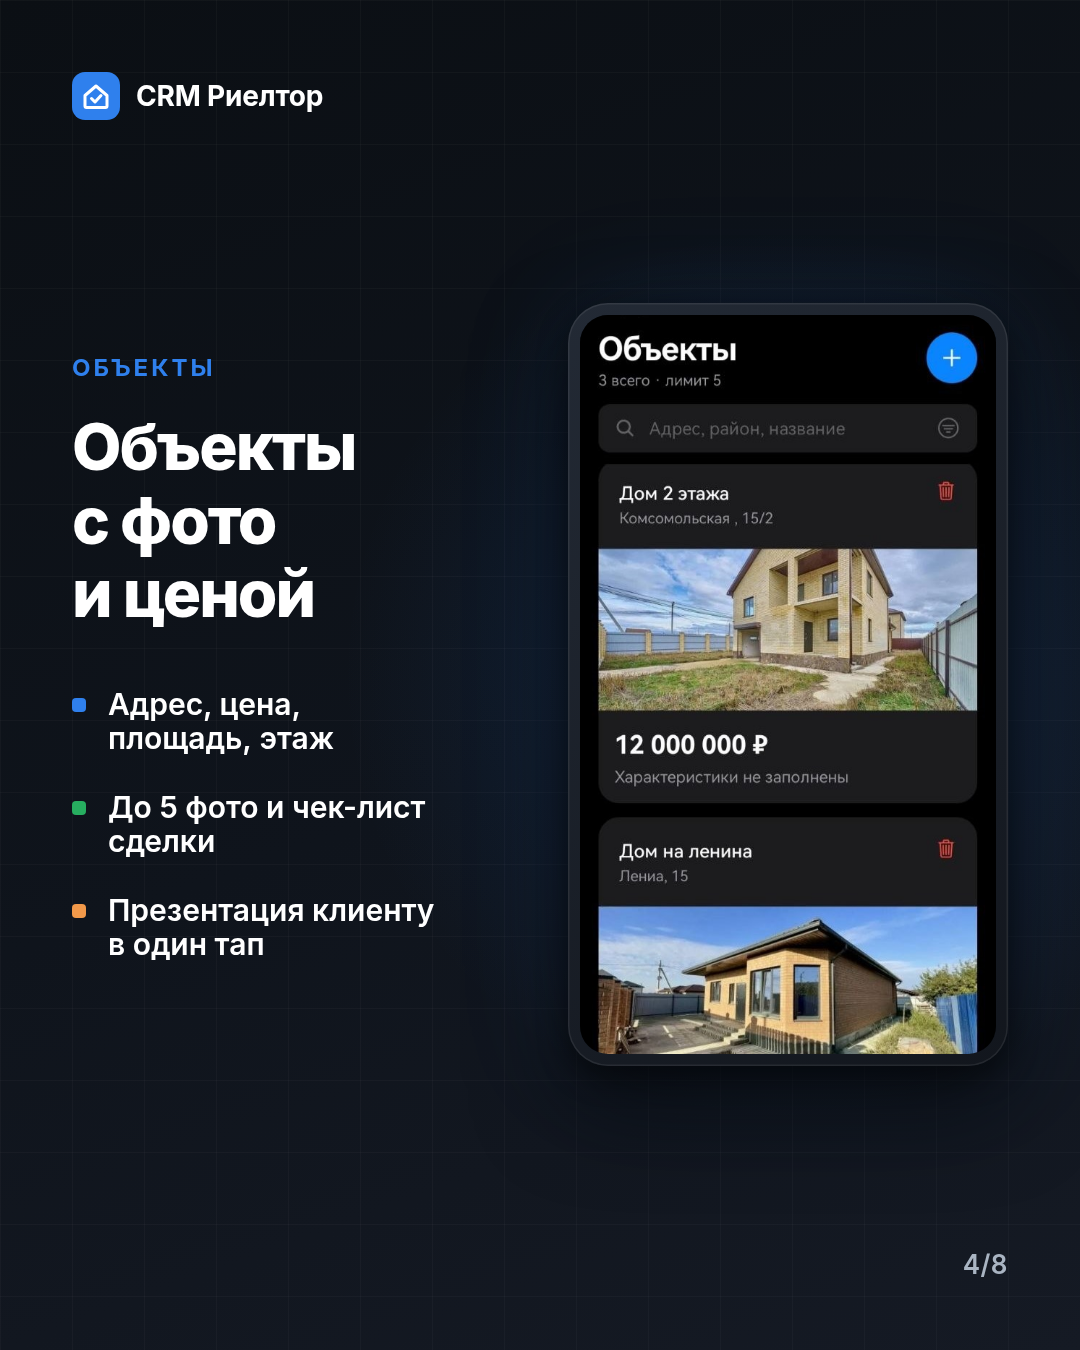 CRM Риелтор
ОБЪЕКТЫ
Объекты
с фото
и ценой
Адрес, цена,
площадь, этаж
До 5 фото и чек-лист
сделки
Презентация клиенту
в один тап
Объекты
3 всего · лимит 5
Адрес, район, название
Дом 2 этажа
Комсомольская , 15/2
12 000 000 ₽
Характеристики не заполнены
Дом на ленина
Лениа, 15
4/8